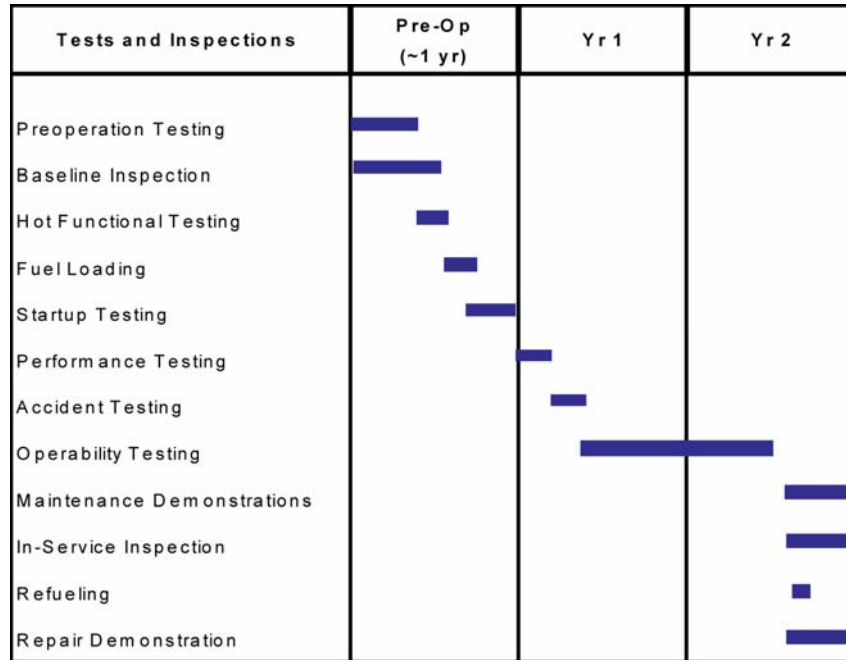 Tests and Inspections
Pre-Op
(~1 yr)
Yr 1
Yr 2
Preoperation Testing
Baseline Inspection
Hot Functional Testing
Fuel Loading
Startup Testing
Performance Testing
Accident Testing
Operability Testing
Maintenance Demonstrations
In-Service Inspection
Refueling
Repair Demonstration